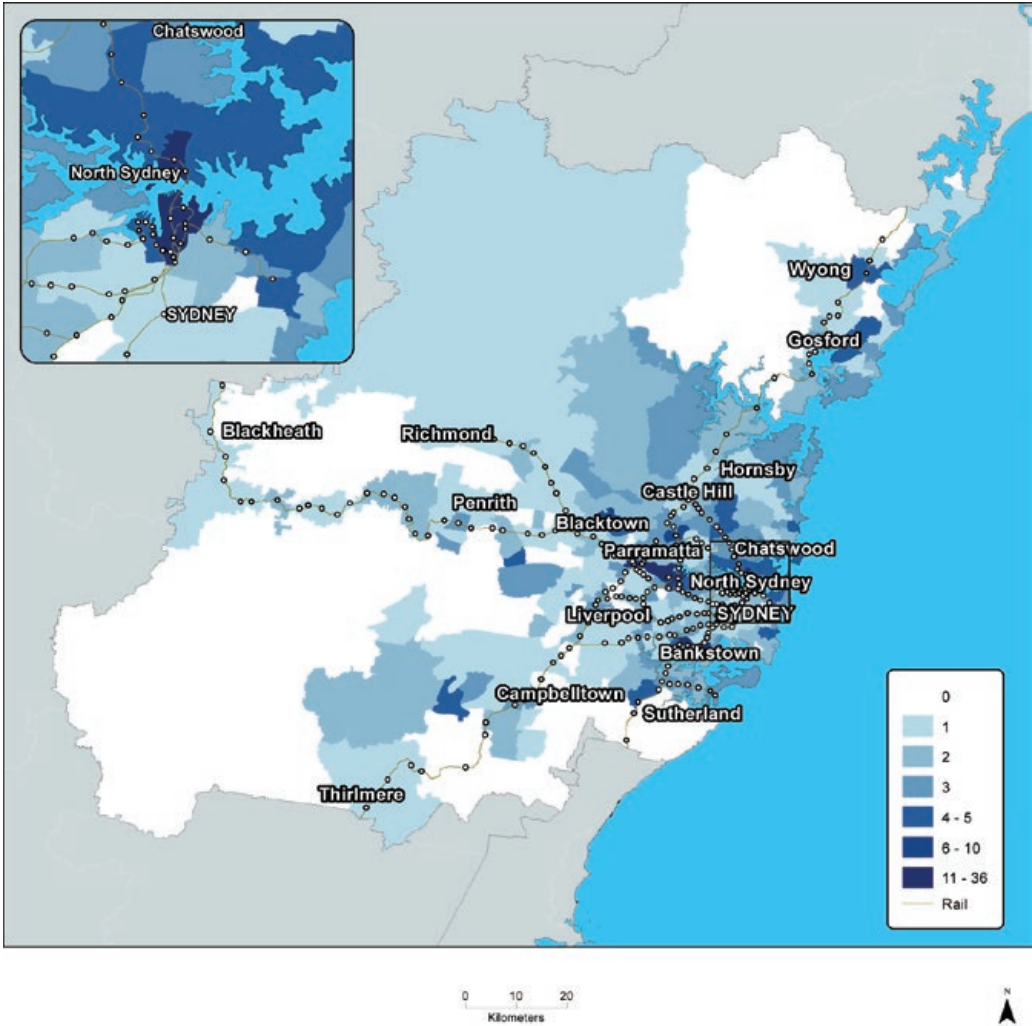 Chatswood
North Sydney
SYDNEY
Wyong
Gosford
Blackheath
Richmond
Hornsby
Castle Hill
Penrith
Blacktown
Parramatta
Chatswood
North Sydney
Liverpool
SYDNEY
Bankstown
Campbelltown
Sutherland
Thirlmere
0
1
2
3
4 - 5
6 - 10
11 - 36
Rail
0 10 20
Kilometers
N